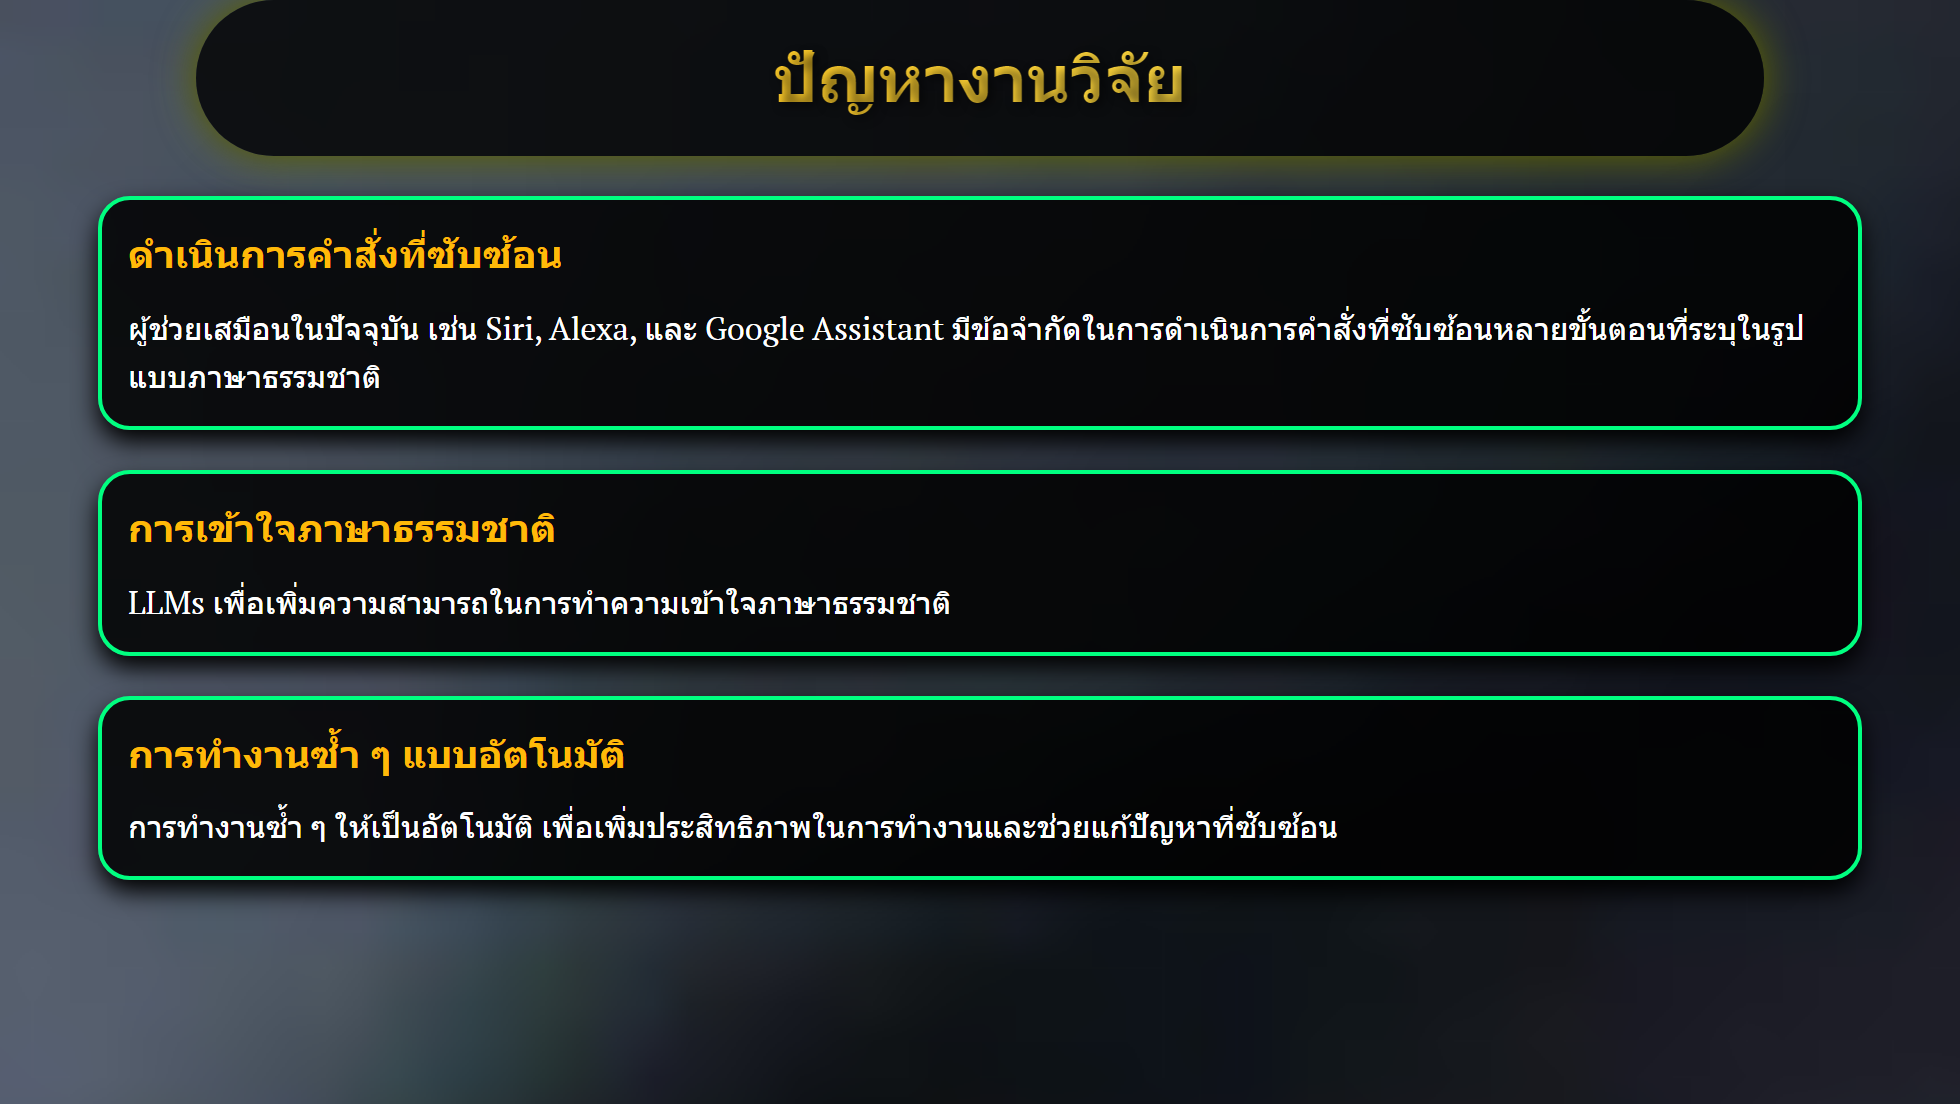 ปัญหางานวิจัย
ดำเนินการคำสั่งที่ซับซ้อน
ผู้ช่วยเสมือนในปัจจุบัน เช่น Siri, Alexa, และ Google Assistant มีข้อจำกัดในการดำเนินการคำสั่งที่ซับซ้อนหลายขั้นตอนที่ระบุในรูป
แบบภาษาธรรมชาติ
การเข้าใจภาษาธรรมชาติ
LLMs เพื่อเพิ่มความสามารถในการทำความเข้าใจภาษาธรรมชาติ
การทำงานซ้ำ ๆ แบบอัตโนมัติ
การทำงานซ้ำ ๆ ให้เป็นอัตโนมัติ เพื่อเพิ่มประสิทธิภาพในการทำงานและช่วยแก้ปัญหาที่ซับซ้อน